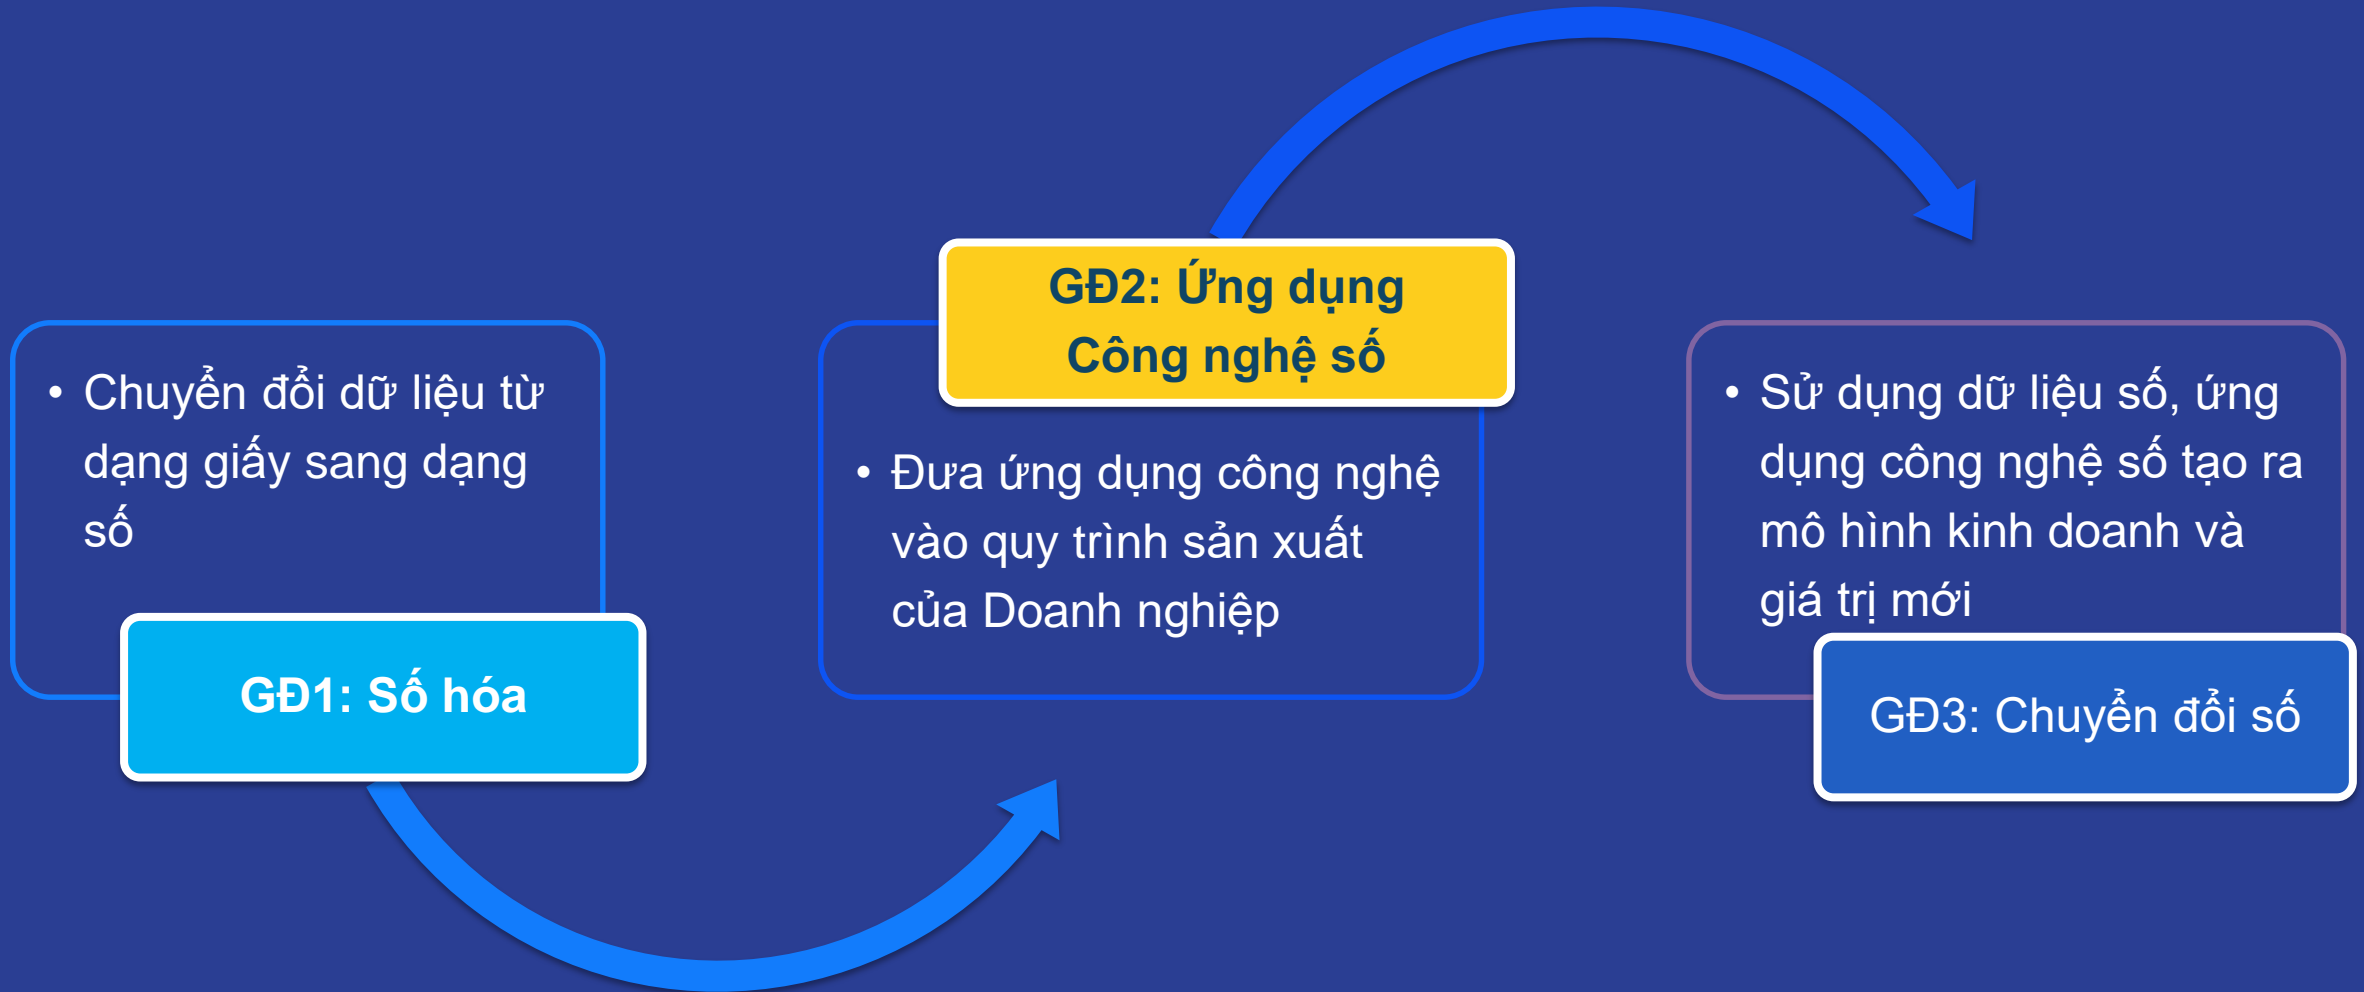 • Chuyển đổi dữ liệu từ
dạng giấy sang dạng
số
GĐ1: Số hóa
GĐ2: Ứng dụng
Công nghệ số
• Đưa ứng dụng công nghệ
vào quy trình sản xuất
của Doanh nghiệp
• Sử dụng dữ liệu số, ứng
dụng công nghệ số tạo ra
mô hình kinh doanh và
giá trị mới
GĐ3: Chuyển đổi số